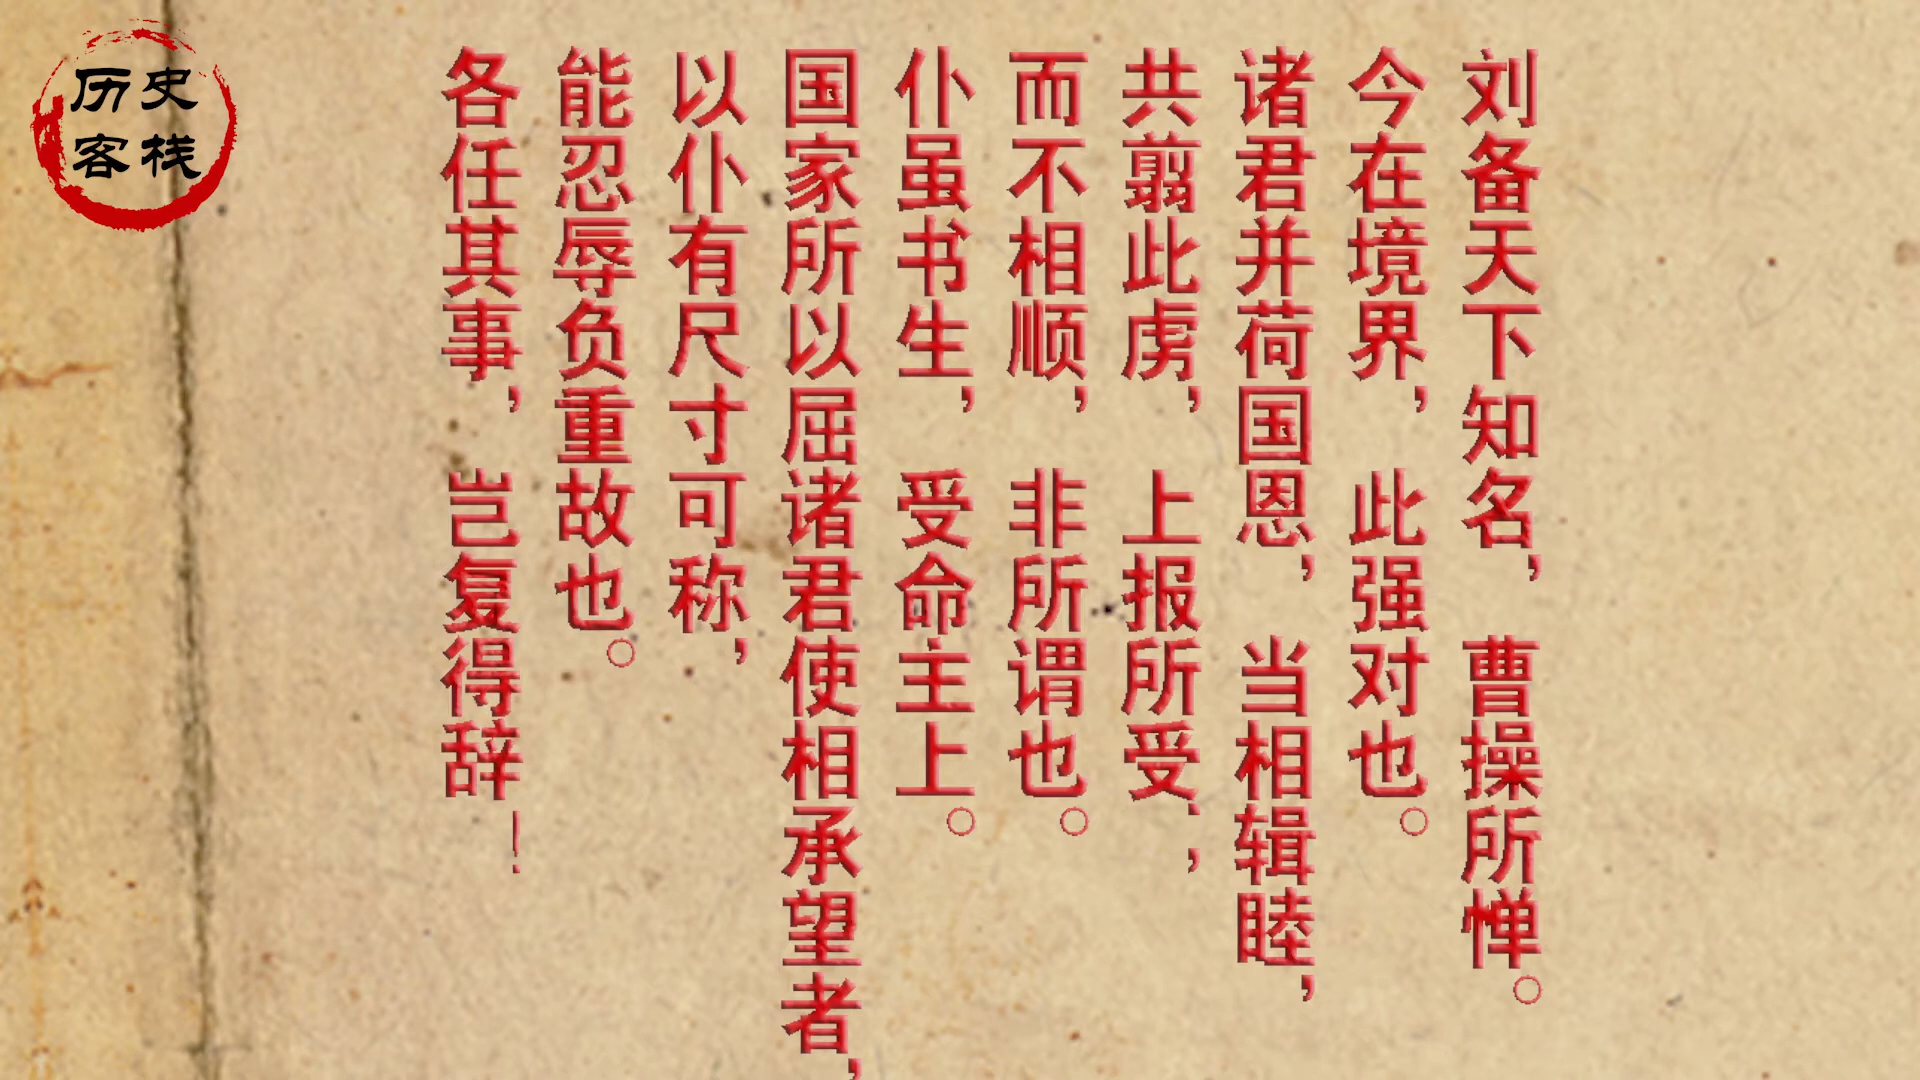 历史
客栈
刘备天下知名，曹操所惮。
今在境界，此强对也。
诸君并荷国恩，当相辑睦，
共翦此虏，上报所受，，
而不相顺，非所谓也。
仆虽书生，受命主上。
国家所以屈诸君使相承望者，
以仆有尺寸可称，
能忍辱负重故也。
各任其事，岂复得辞！